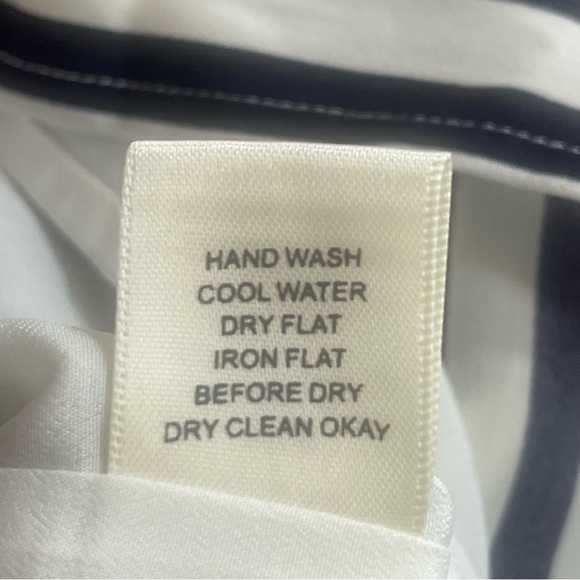 HAND WASH
COOL WATER
DRY FLAT
IRON FLAT
BEFORE DRY
DRY CLEAN OKAY